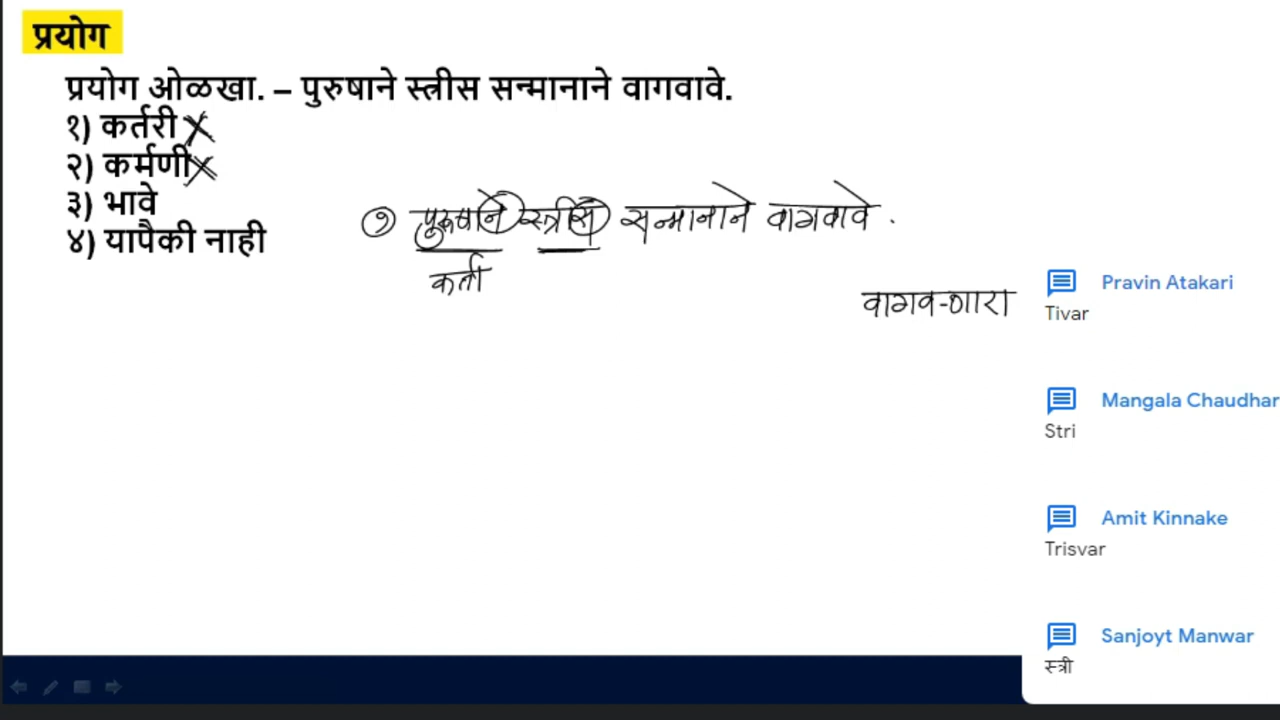 प्रयोग
प्रयोग ओळखा. – पुरुषाने स्त्रीस सन्मानाने वागवावे.
१) कर्तरी
२) कर्मणी
३) भावे
४) यापैकी नाही
१ पुरुषाने स्त्रीस सन्मानाने वागवावे.
कर्ता
वागव-णारा
Pravin Atakari
Tivar
Mangala Chaudhar
Stri
Amit Kinnake
Trisvar
Sanjoyt Manwar
स्त्री